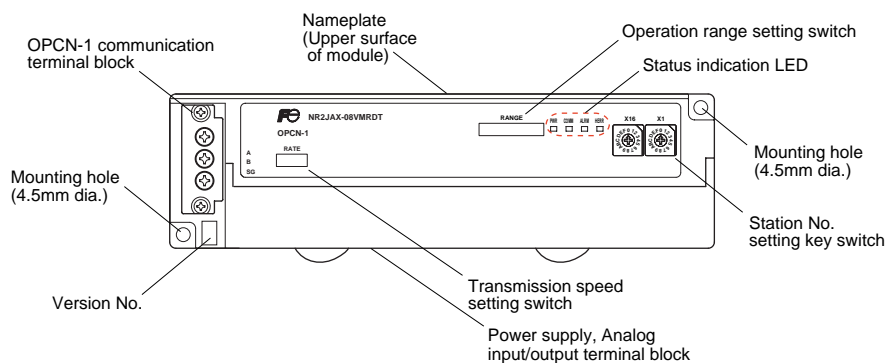 Nameplate
(Upper surface
of module)
Operation range setting switch
OPCN-1 communication
terminal block
Status indication LED
Fe NR2JAX-08VMRDT
OPCN-1
RANGE
PWR COMM ALRM HERR
X16 X1
RATE
A
B
SG
Mounting hole
(4.5mm dia.)
Mounting hole
(4.5mm dia.)
Station No.
setting key switch
Version No.
Transmission speed
setting switch
Power supply, Analog
input/output terminal block